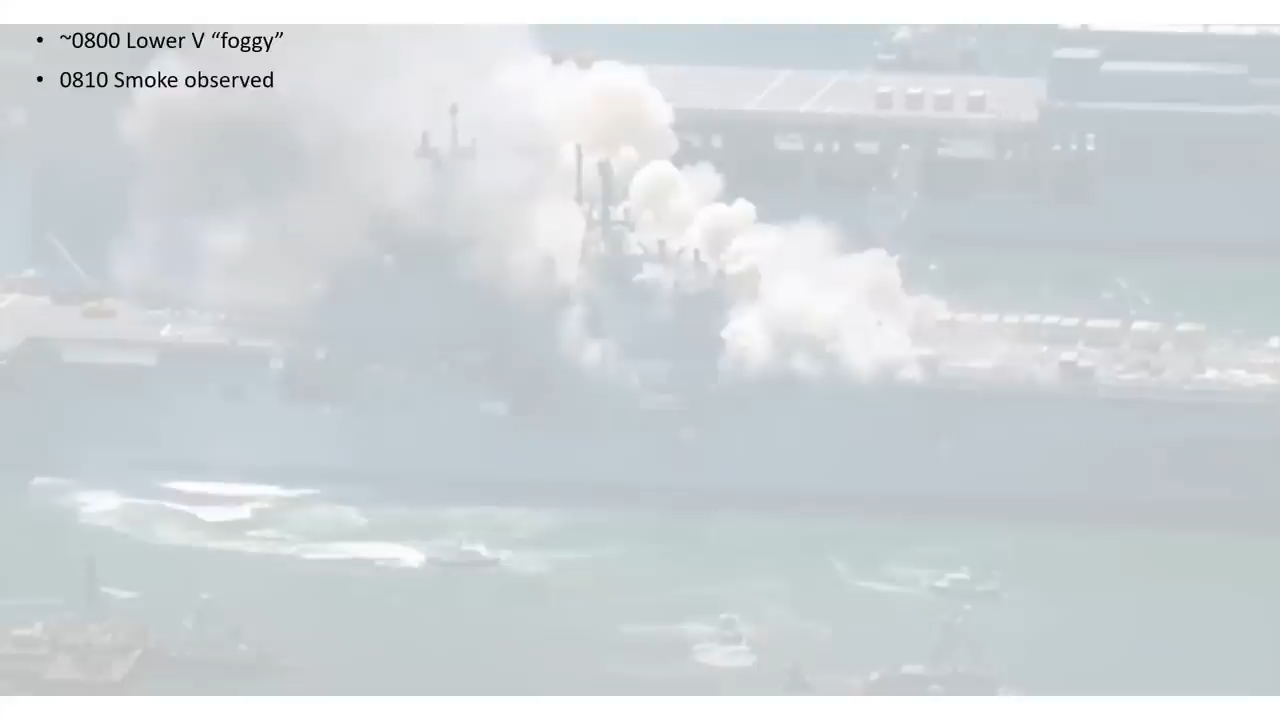 • ~0800 Lower V “foggy”
• 0810 Smoke observed